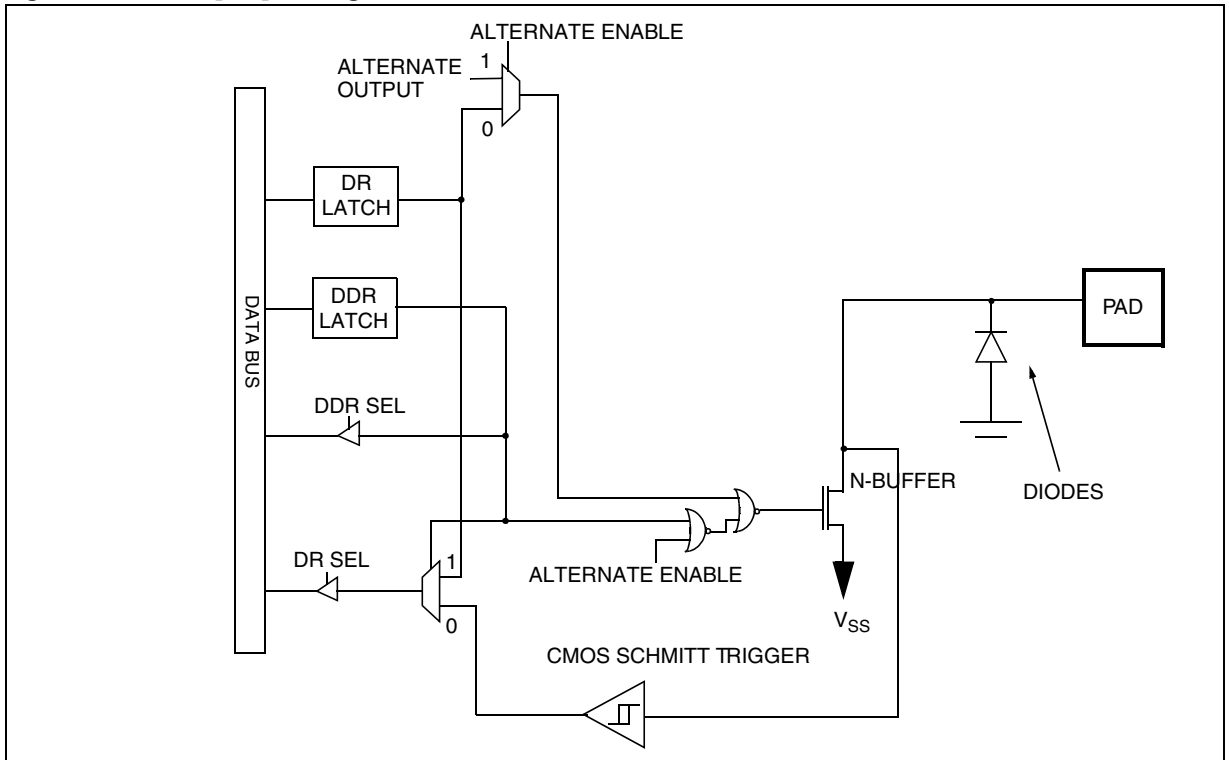 ALTERNATE ENABLE
1
ALTERNATE
OUTPUT
0
DR
LATCH
DDR
LATCH
PAD
DATA BUS
DDR SEL
N-BUFFER
DIODES
DR SEL
1
ALTERNATE ENABLE
0
VSS
CMOS SCHMITT TRIGGER